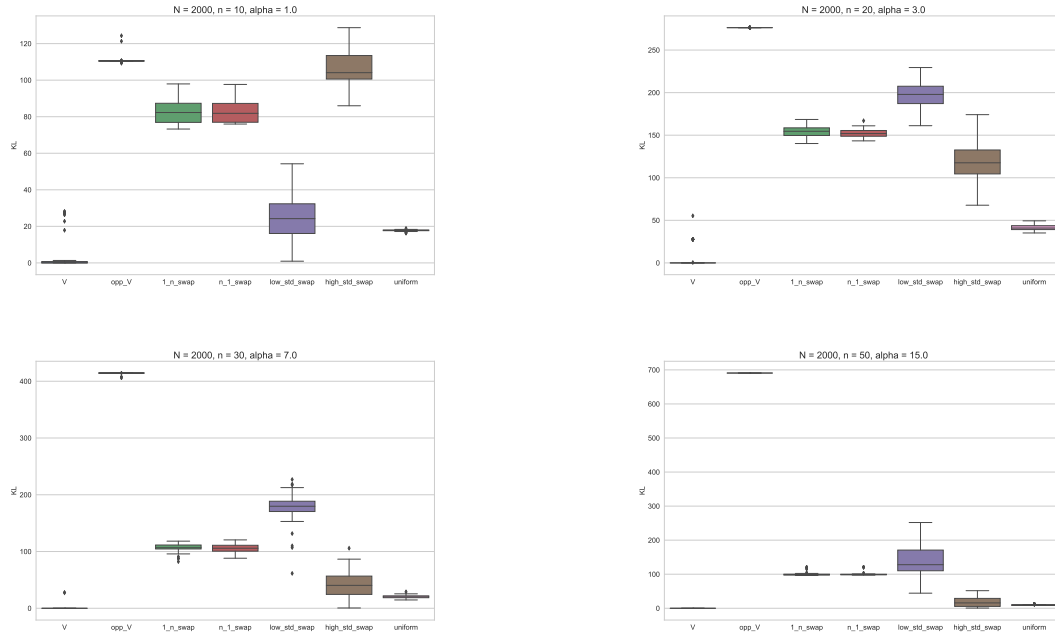 N = 2000, n = 10, alpha = 1.0
KL
120
100
80
60
40
20
0
V opp_V 1_n_swap n_1_swap low_std_swap high_std_swap uniform
N = 2000, n = 20, alpha = 3.0
KL
250
200
150
100
50
0
V opp_V 1_n_swap n_1_swap low_std_swap high_std_swap uniform
N = 2000, n = 30, alpha = 7.0
KL
400
300
200
100
0
V opp_V 1_n_swap n_1_swap low_std_swap high_std_swap uniform
N = 2000, n = 50, alpha = 15.0
KL
700
600
500
400
300
200
100
0
V opp_V 1_n_swap n_1_swap low_std_swap high_std_swap uniform